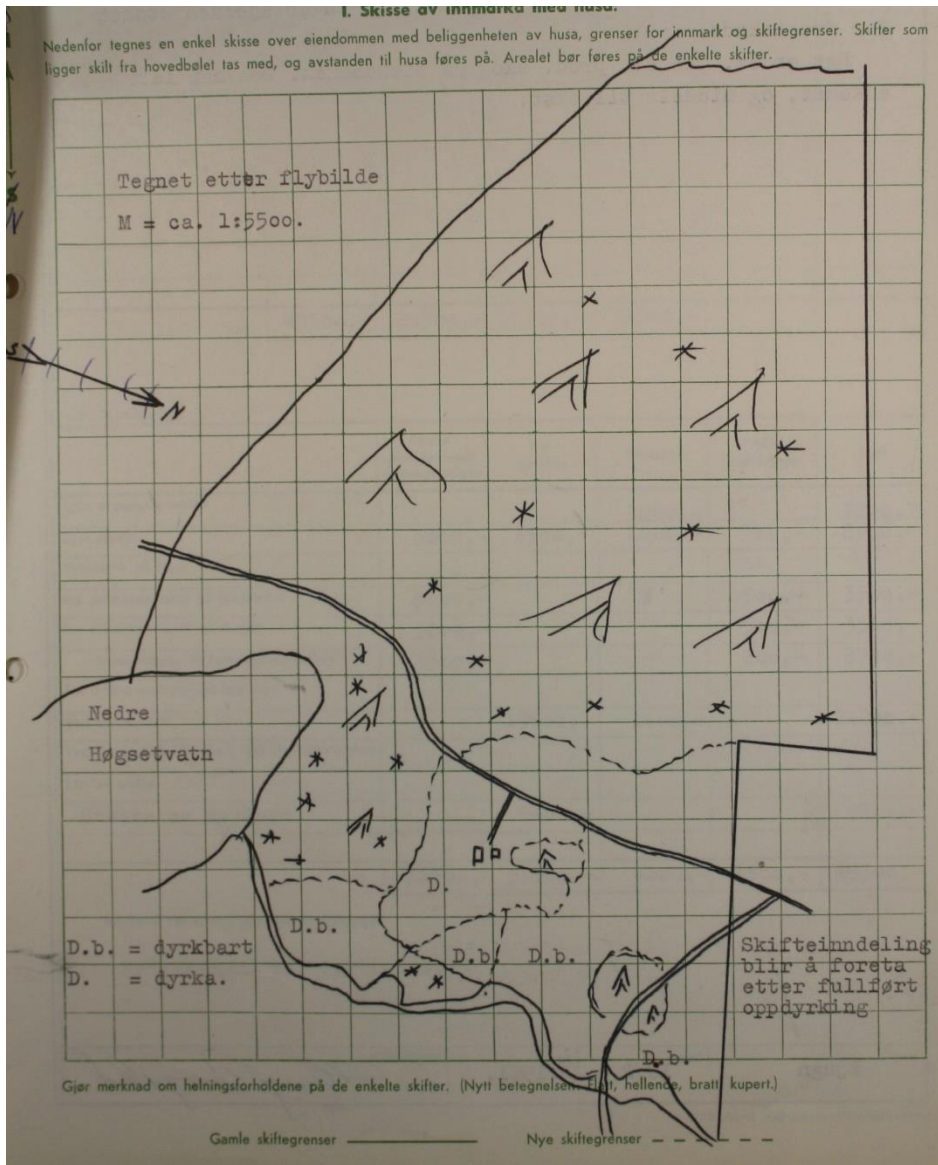 I. Skisse av innmarka med husa.
Nedenfor tegnes en enkel skisse over eiendommen med beliggenheten av husa, grenser for innmark og skiftegrenser. Skifter som
ligger skilt fra hovedbølet tas med, og avstanden til husa føres på. Arealet bør føres på de enkelte skifter.
Tegnet etter flybilde
M = ca. 1:5500.
S
N
Nedre
Høgsetvatn
D.
D.b.
D.b.
D.b.
D.b. = dyrkbart
D. = dyrka.
Skifteinndeling
blir å foreta
etter fullført
oppdyrking
D.b.
Gjør merknad om helningsforholdene på de enkelte skifter. (Nytt betegnelsen: Flatt, hellende, bratt, kupert.)
Gamle skiftegrenser
Nye skiftegrenser